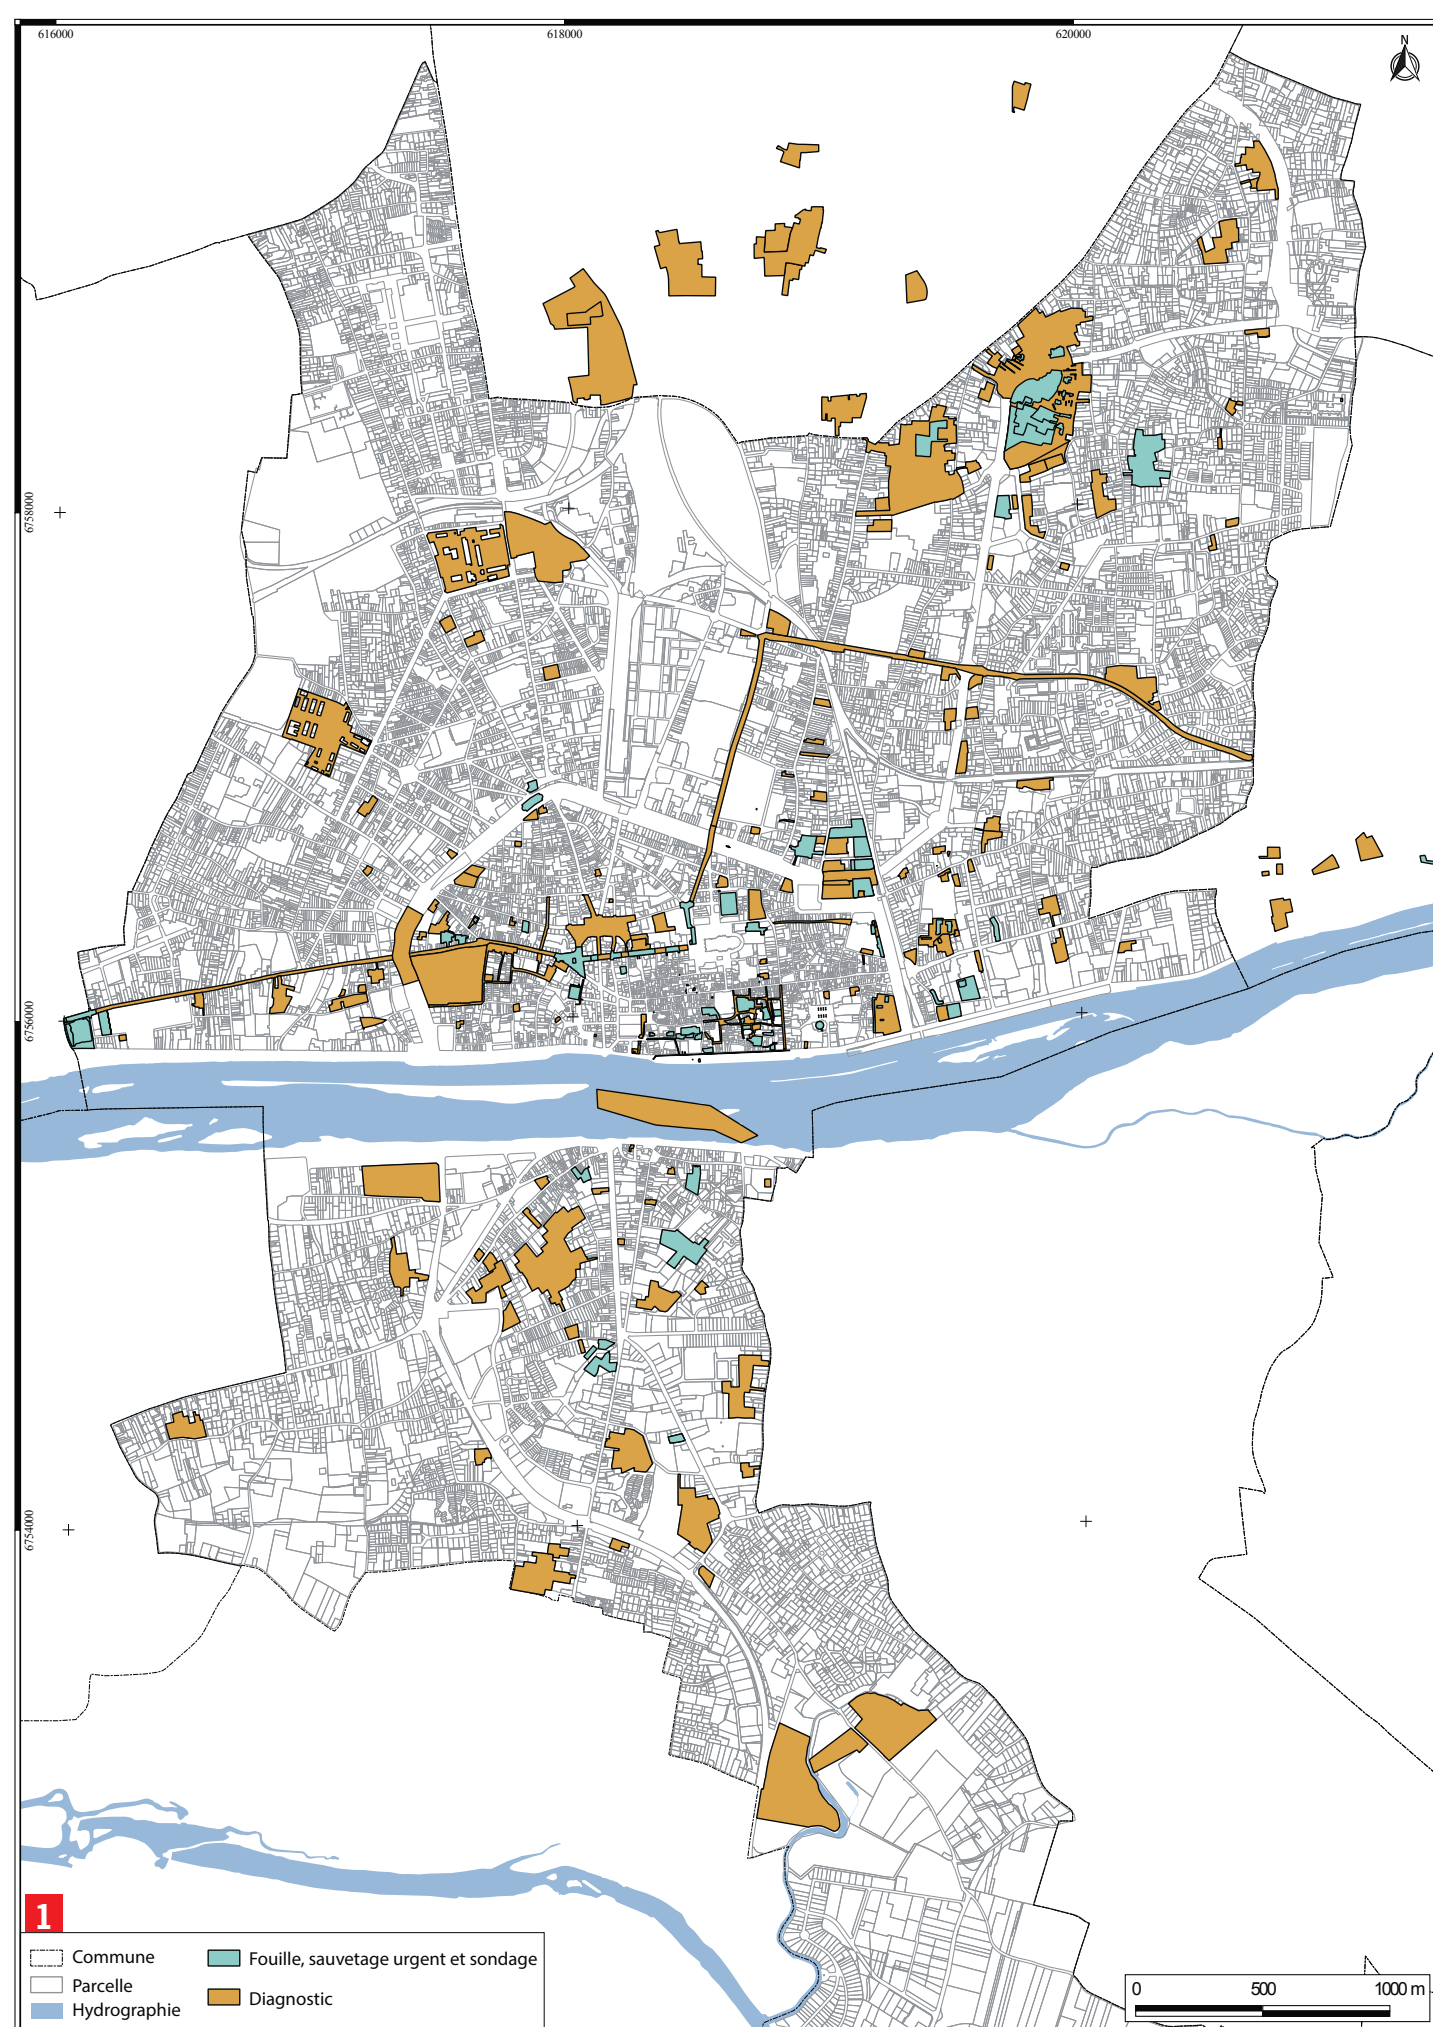 616000
618000
620000
N
6758000
6756000
6754000
1
Commune
Parcelle
Hydrographie
Fouille, sauvetage urgent et sondage
Diagnostic
0 500 1000 m